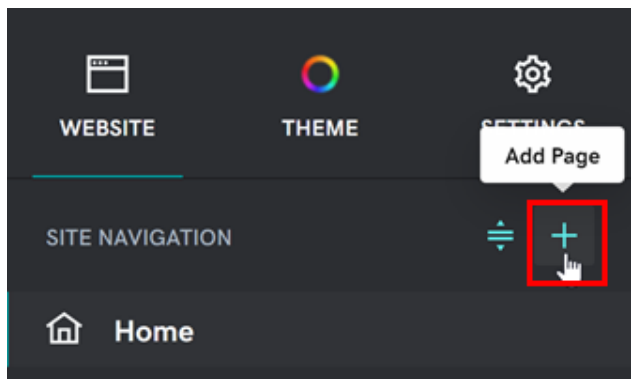 WEBSITE THEME SETTINGS
Add Page
SITE NAVIGATION
Home